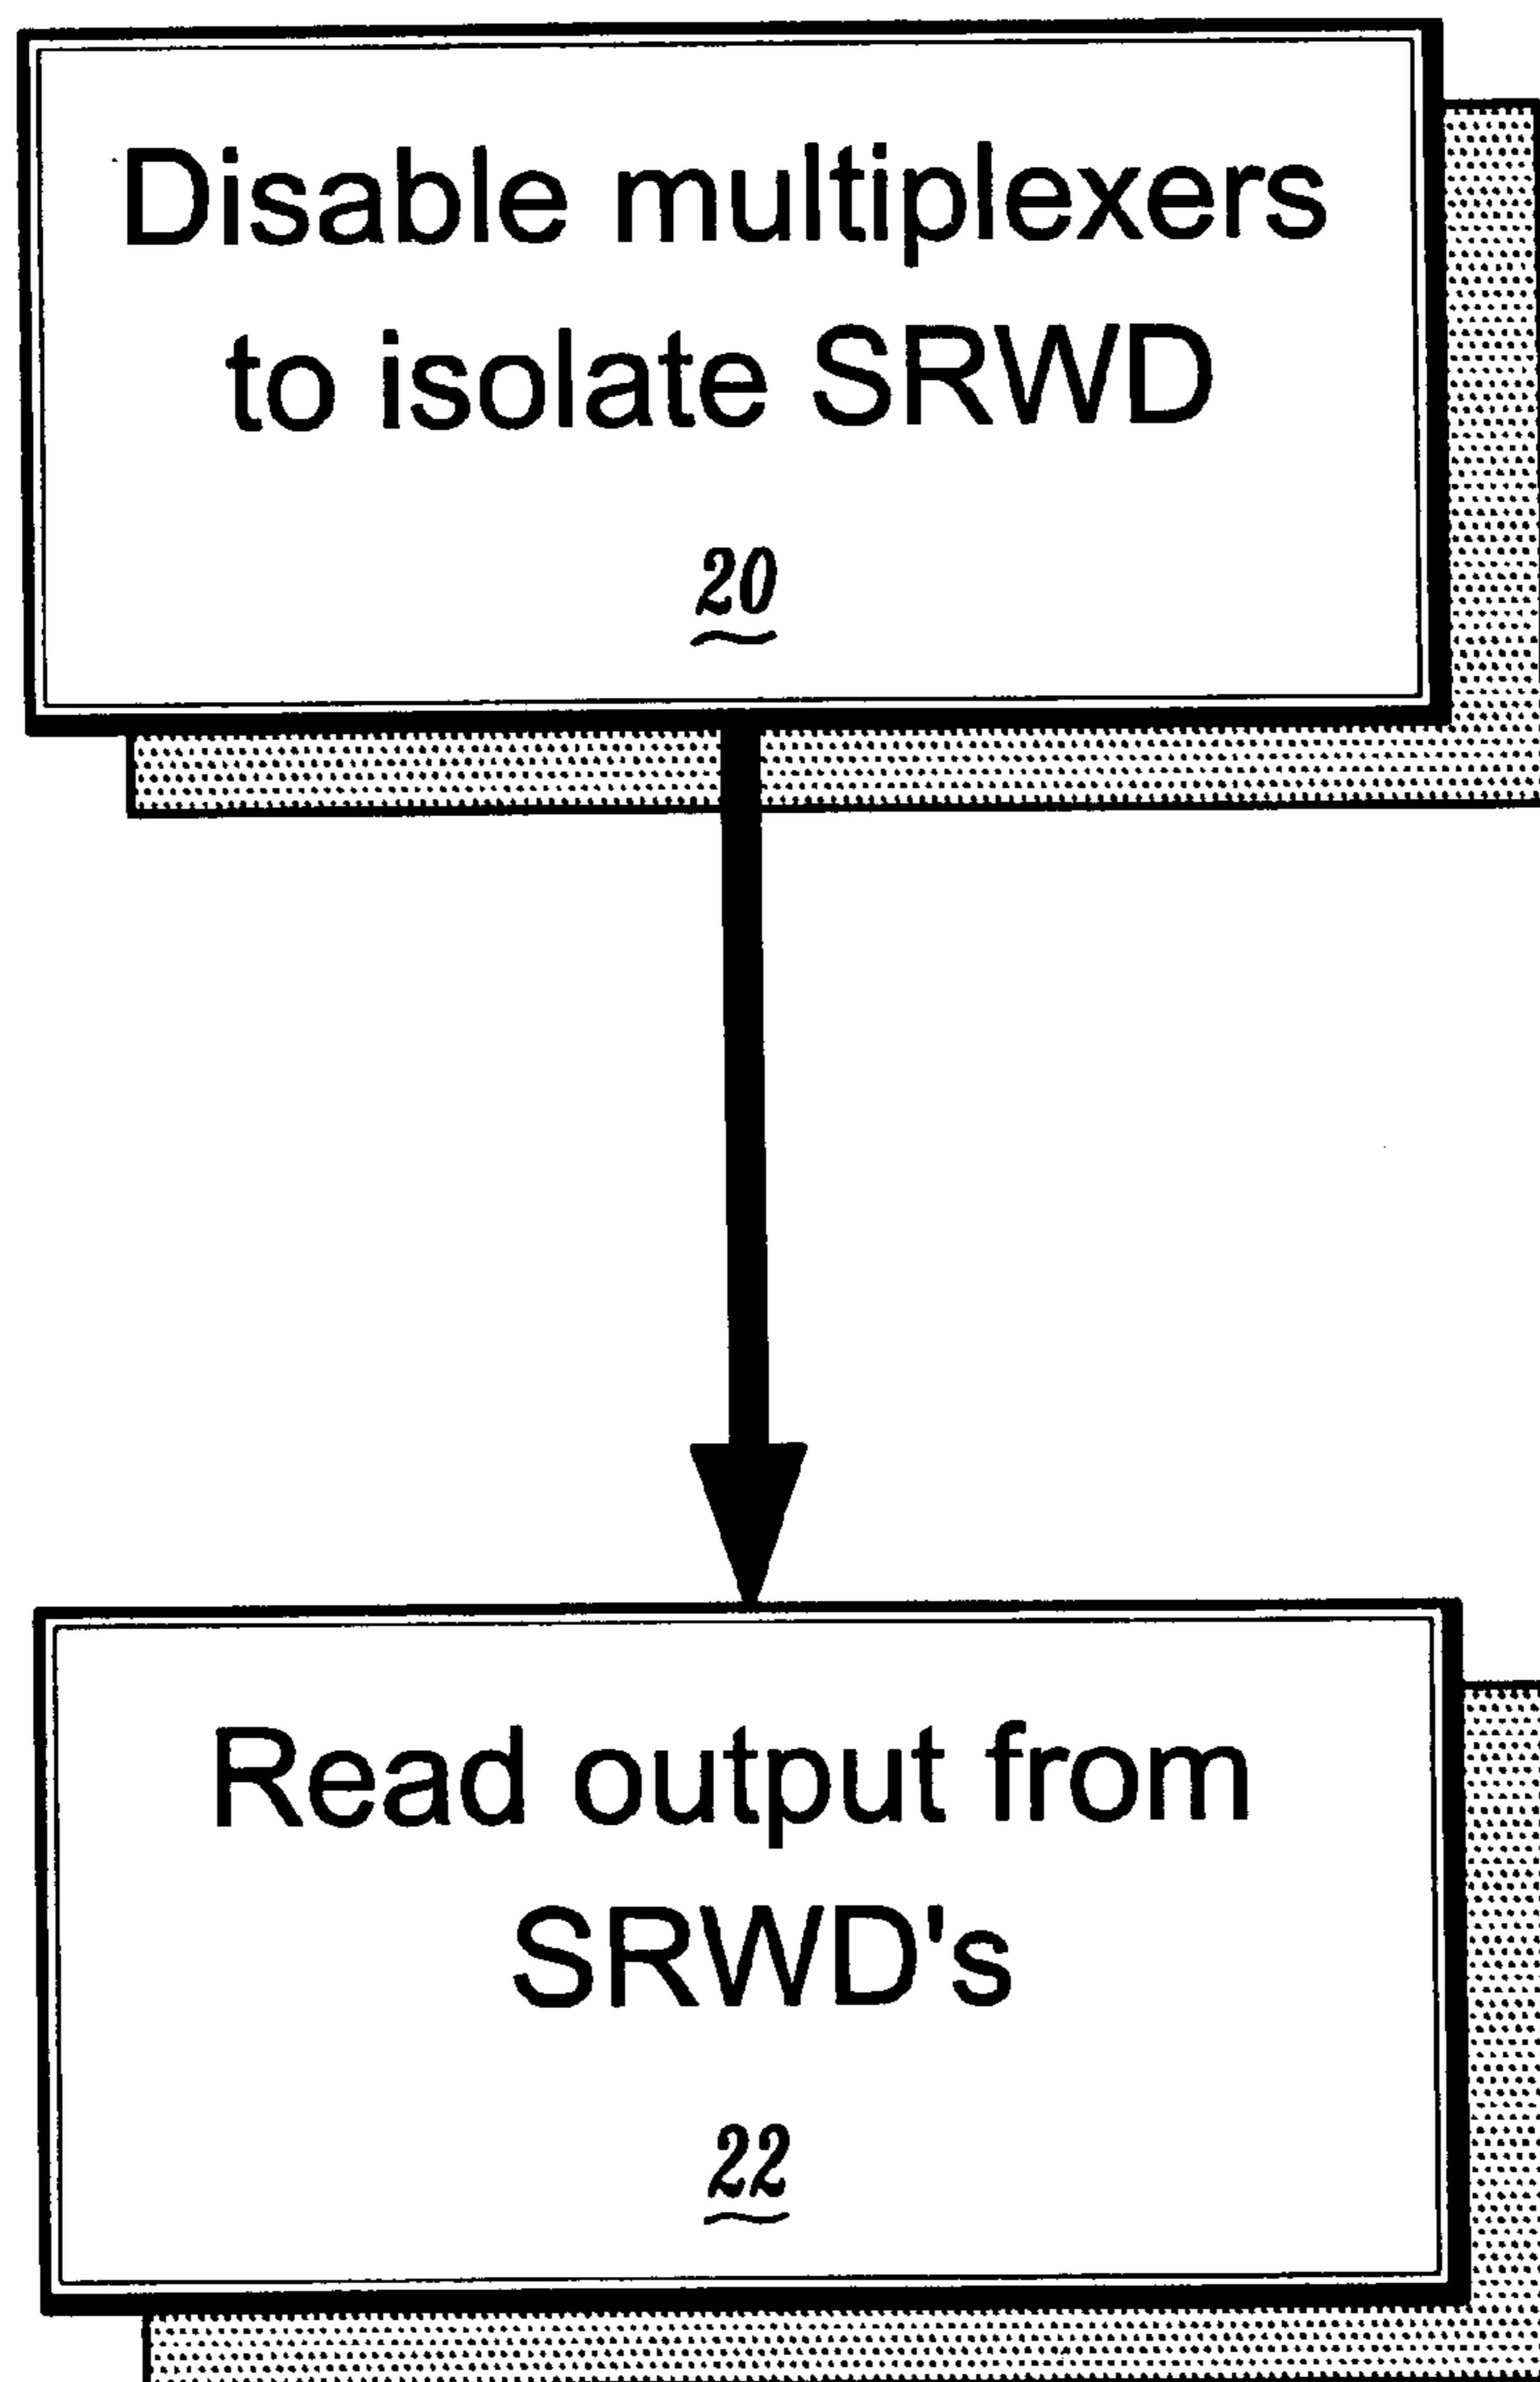 Disable multiplexers
to isolate SRWD
20
Read output from
SRWD's
22